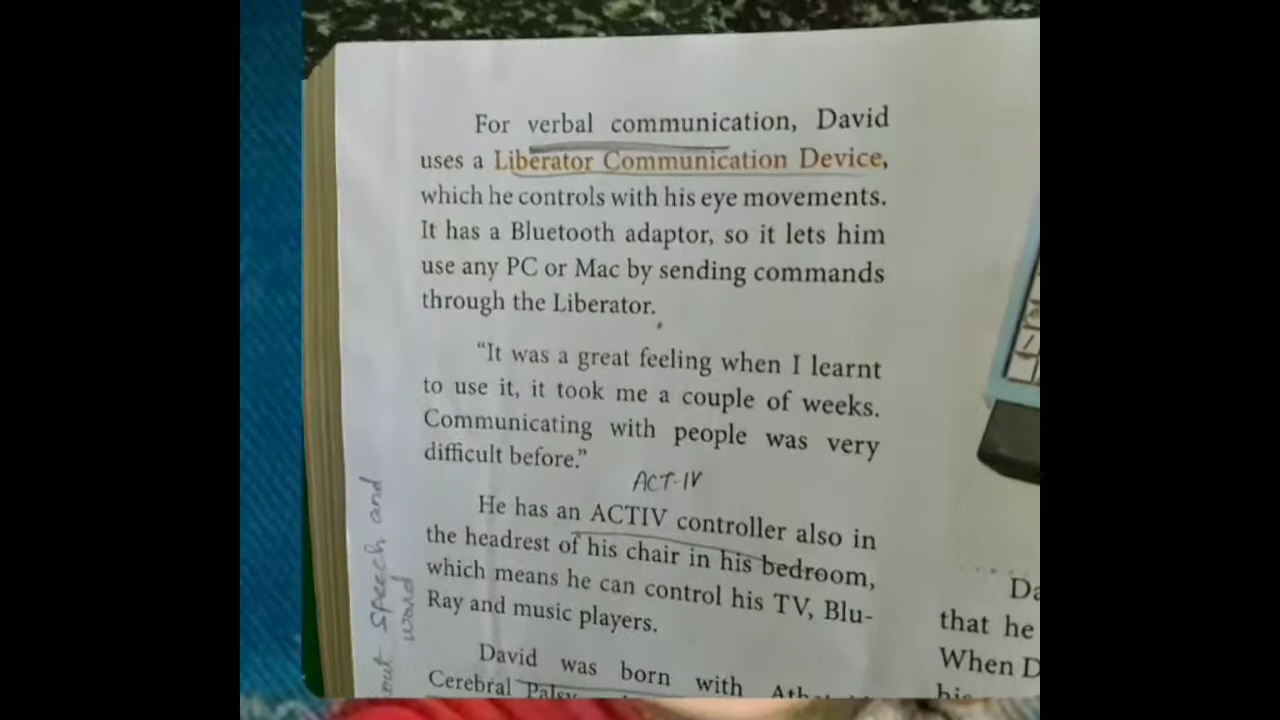 For verbal communication, David
uses a Liberator Communication Device,
which he controls with his eye movements.
It has a Bluetooth adaptor, so it lets him
use any PC or Mac by sending commands
through the Liberator.
“It was a great feeling when I learnt
to use it, it took me a couple of weeks.
Communicating with people was very
difficult before.”
ACT-IV
He has an ACTIV controller also in
the headrest of his chair in his bedroom,
which means he can control his TV, Blu-
Ray and music players.
David was born with
Cerebral Palsy
speech and
word
that he
When D